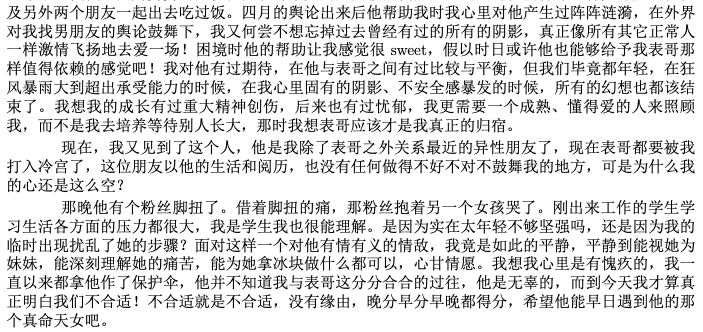 及另外两个朋友一起出去吃过饭。四月的舆论出来后他帮助我时我心里对他产生过阵阵涟漪，在外界
对我找男朋友的舆论鼓舞下，我又何尝不想忘掉过去曾经有过的所有的阴影，真正像所有其它正常人
一样激情飞扬地去爱一场！困境时他的帮助让我感觉很 sweet，假以时日或许他也能够给予我表哥那
样值得依赖的感觉吧！我对他有过期待，在他与表哥之间有过比较与平衡，但我们毕竟都年轻，在狂
风暴雨大到超出承受能力的时候，在我心里固有的阴影、不安全感暴发的时候，所有的幻想也都该结
束了。我想我的成长有过重大精神创伤，后来也有过忧郁，我更需要一个成熟、懂得爱的人来照顾
我，而不是我去培养等待别人长大，那时我想表哥应该才是我真正的归宿。
现在，我又见到了这个人，他是我除了表哥之外关系最近的异性朋友了，现在表哥都要被我
打入冷宫了，这位朋友以他的生活和阅历，也没有任何做得不好不对不鼓舞我的地方，可是为什么我
的心还是这么空？
那晚他有个粉丝脚扭了。借着脚扭的痛，那粉丝抱着另一个女孩哭了。刚出来工作的学生学
习生活各方面的压力都很大，我是学生我也很能理解。是因为实在太年轻不够坚强吗，还是因为我的
临时出现扰乱了她的步骤？面对这样一个对他有情有义的情敌，我竟是如此的平静，平静到能视她为
妹妹，能深刻理解她的痛苦，能为她拿冰块做什么都可以，心甘情愿。我想我心里是有愧疚的，我一
直以来都拿他作了保护伞，他并不知道我与表哥这分分合合的过往，他是无辜的，而到今天我才算真
正明白我们不合适！不合适就是不合适，没有缘由，晚分早分早晚都得分，希望他能早日遇到他的那
个真命天女吧。